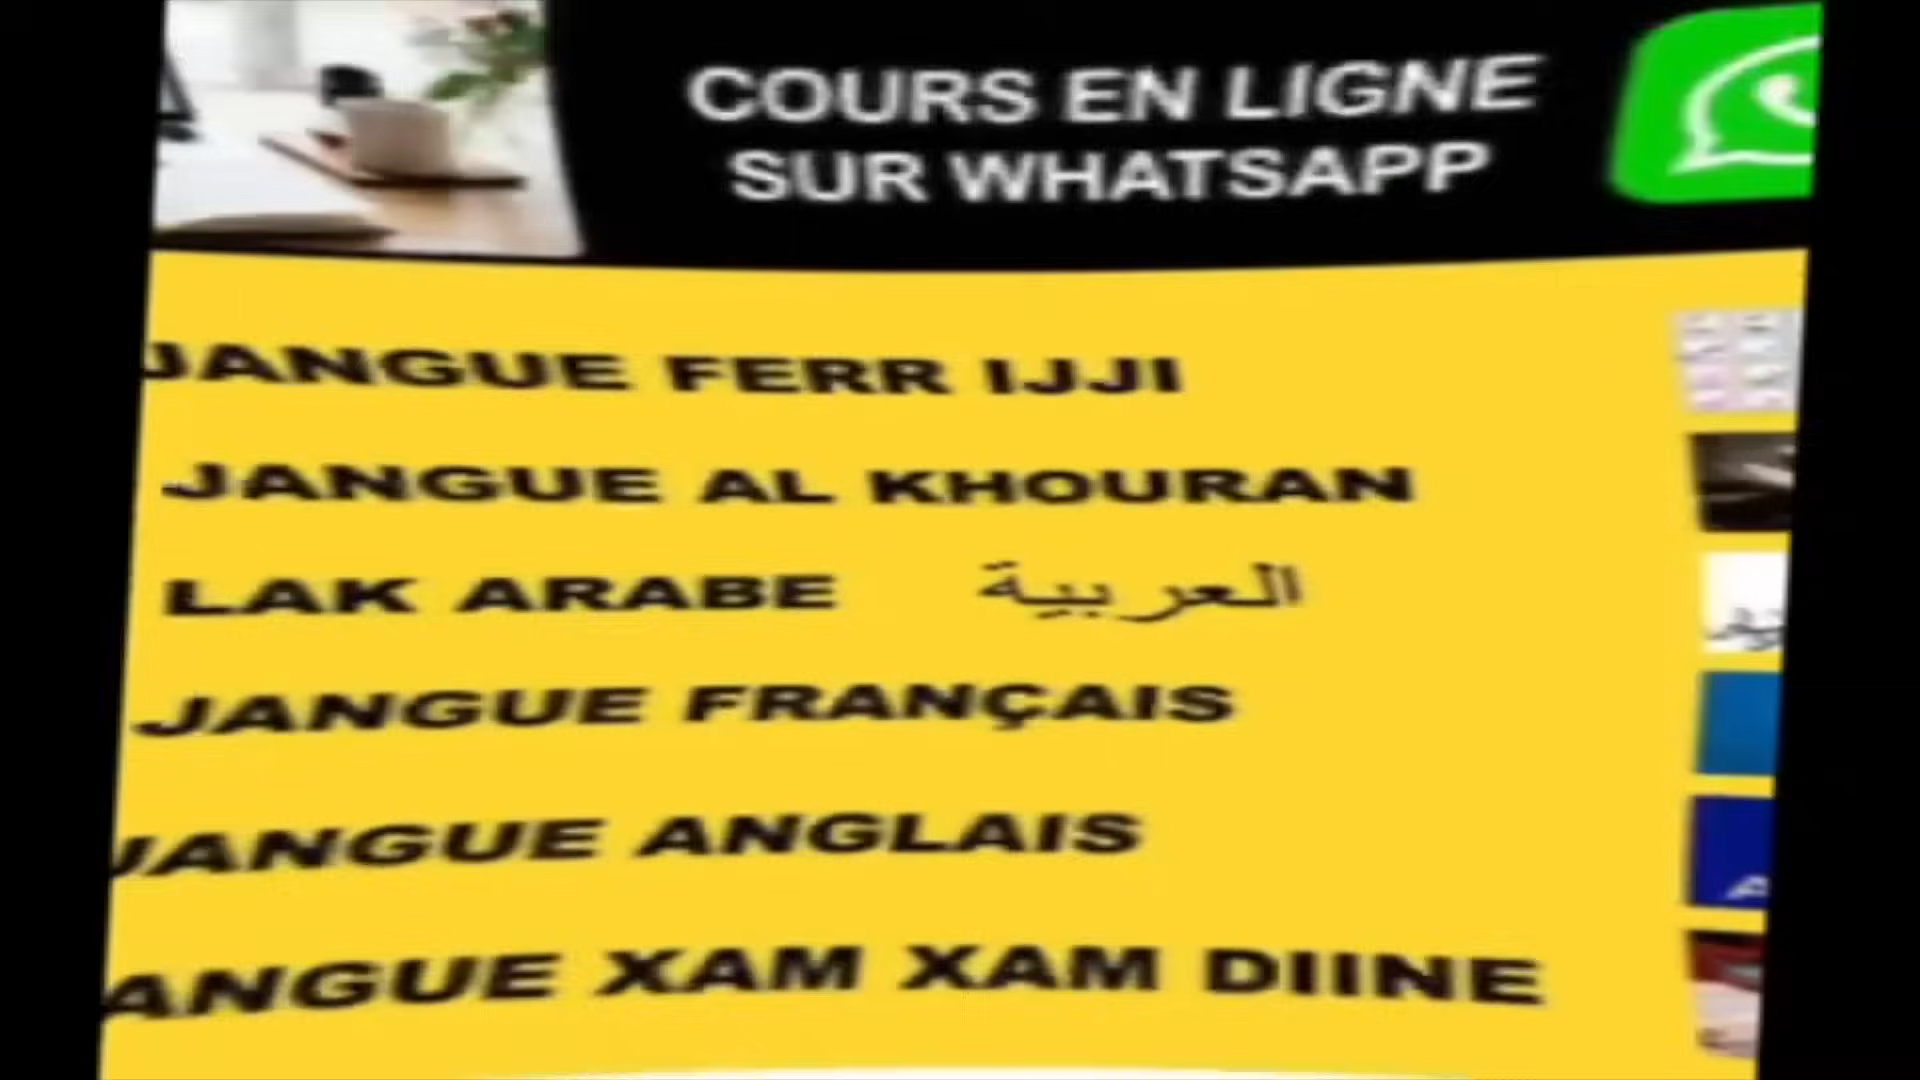 COURS EN LIGNE
SUR WHATSAPP
JANGUE FERR IJJI
JANGUE AL KHOURAN
LAK ARABE العربية
JANGUE FRANÇAIS
JANGUE ANGLAIS
ANGUE XAM XAM DIINE